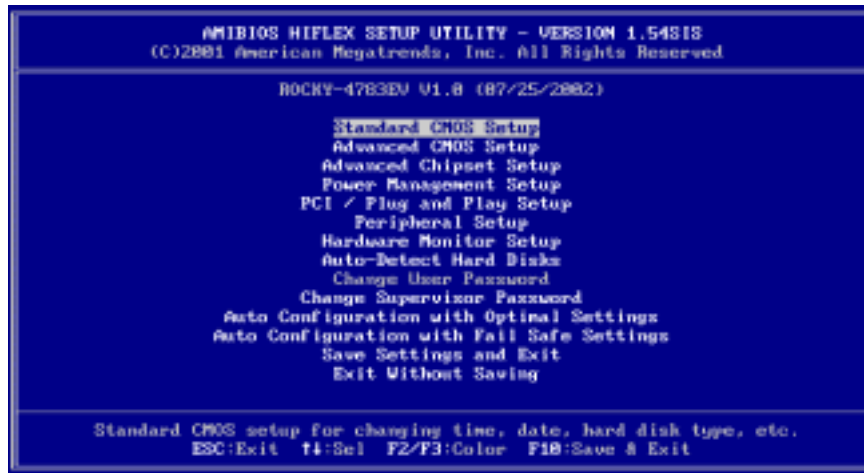 AMIBIOS HIFLEX SETUP UTILITY - VERSION 1.54SIS
(C)2001 American Megatrends, Inc. All Rights Reserved
ROCKY-4783EV V1.0 (07/25/2002)
Standard CMOS Setup
Advanced CMOS Setup
Advanced Chipset Setup
Power Management Setup
PCI / Plug and Play Setup
Peripheral Setup
Hardware Monitor Setup
Auto-Detect Hard Disks
Change User Password
Change Supervisor Password
Auto Configuration with Optimal Settings
Auto Configuration with Fail Safe Settings
Save Settings and Exit
Exit Without Saving
Standard CMOS setup for changing time, date, hard disk type, etc.
ESC:Exit ↑↓:Sel F2/F3:Color F10:Save & Exit